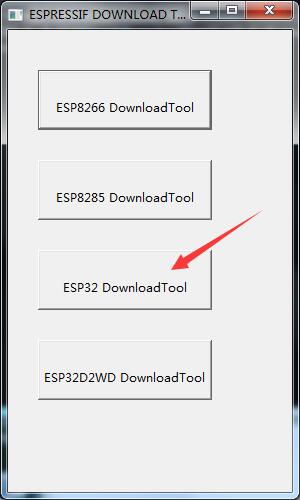 ESPRESSIF DOWNLOAD T...
ESP8266 DownloadTool
ESP8285 DownloadTool
ESP32 DownloadTool
ESP32D2WD DownloadTool